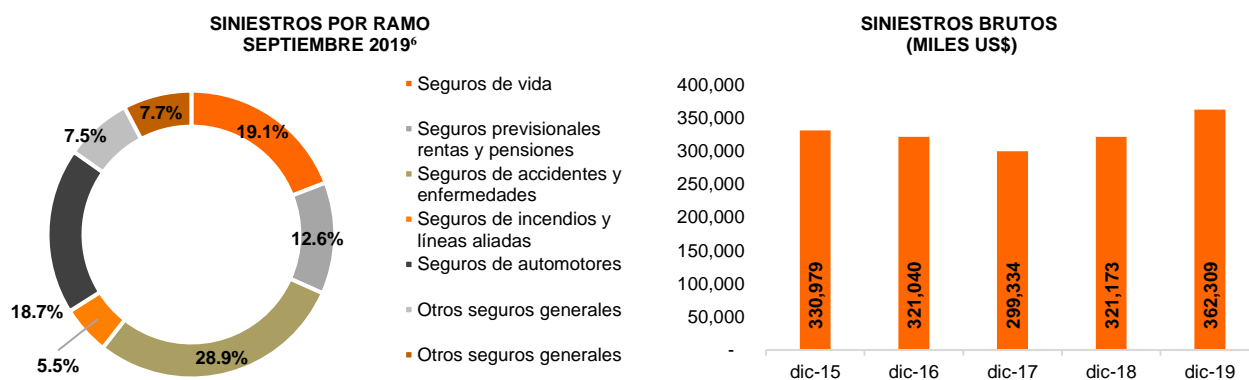 SINIESTROS POR RAMO
SEPTIEMBRE 2019⁶
19.1%
12.6%
28.9%
5.5%
18.7%
7.5%
7.7%
Seguros de vida
Seguros previsionales
rentas y pensiones
Seguros de accidentes y
enfermedades
Seguros de incendios y
líneas aliadas
Seguros de automotores
Otros seguros generales
Otros seguros generales
SINIESTROS BRUTOS
(MILES US$)
400,000
350,000
300,000
250,000
200,000
150,000
100,000
50,000
-
330,979
321,040
299,334
321,173
362,309
dic-15
dic-16
dic-17
dic-18
dic-19